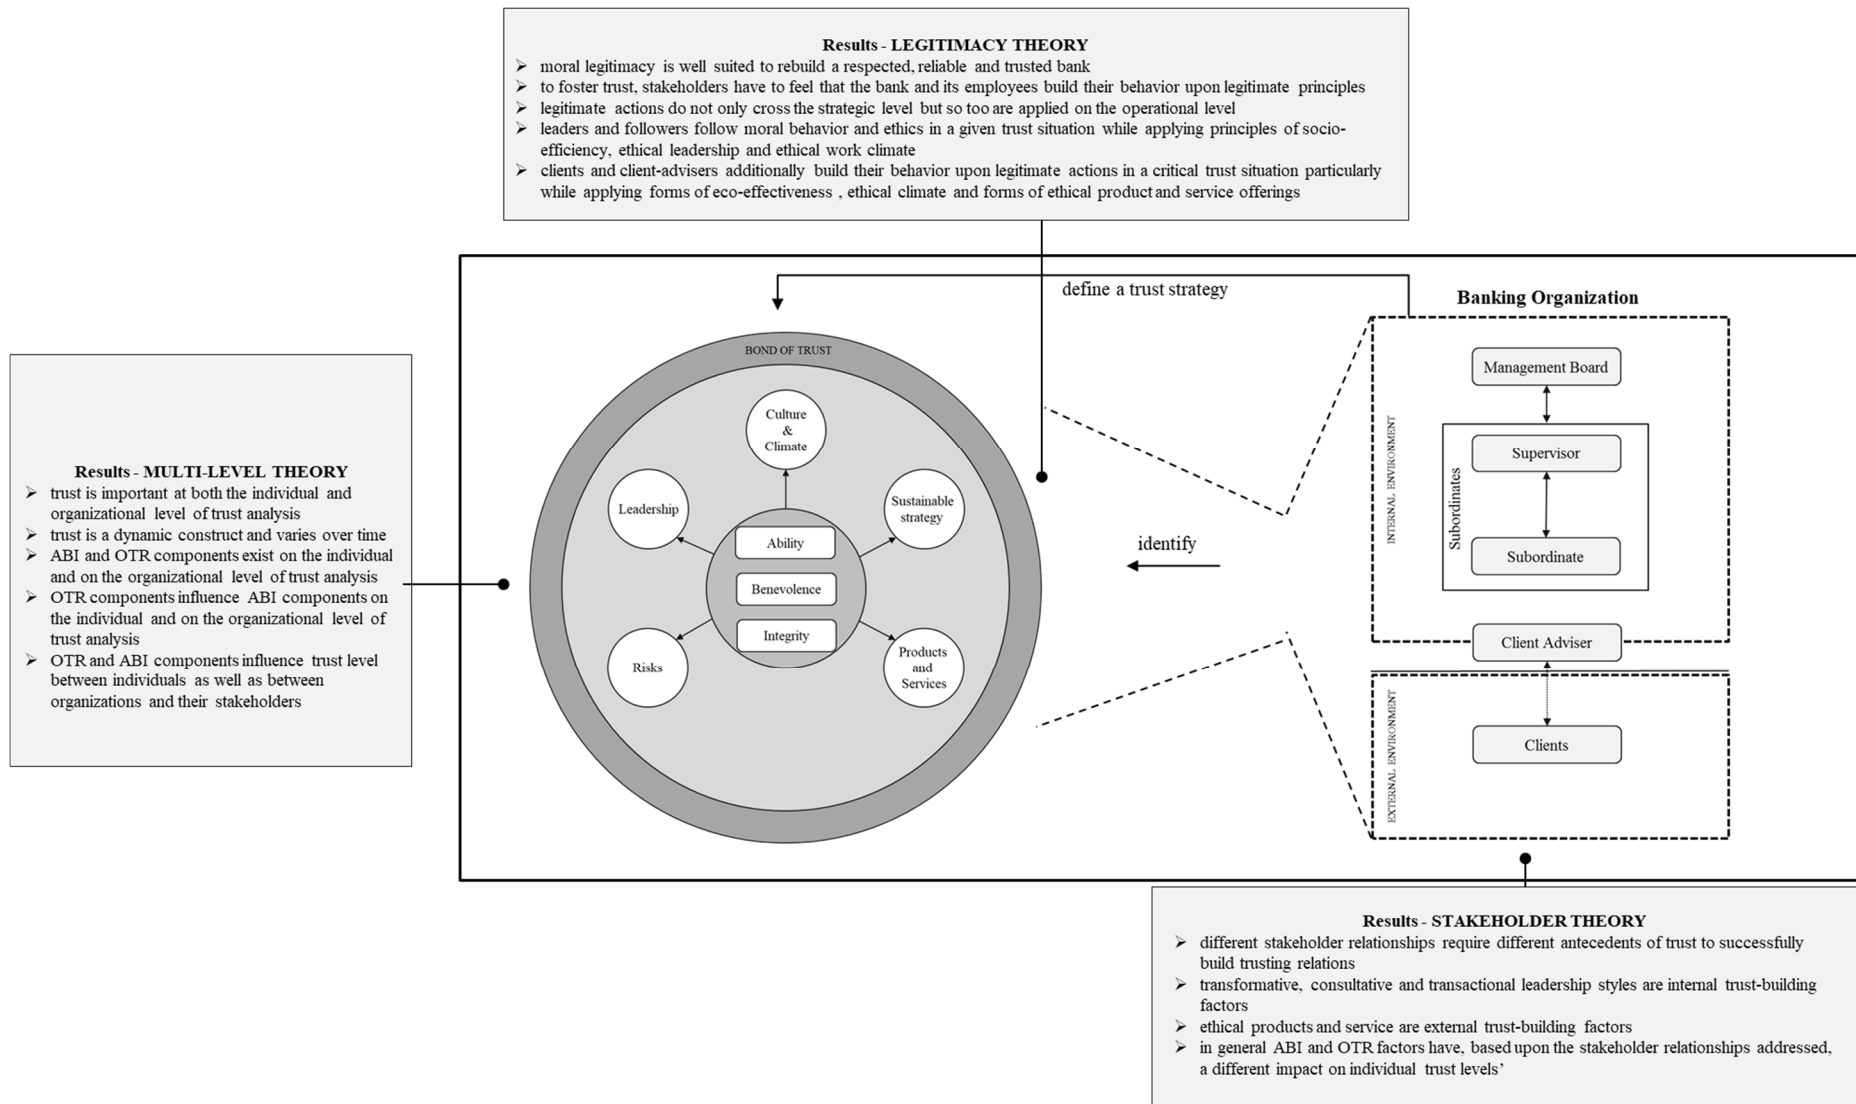 Results - LEGITIMACY THEORY
➢ moral legitimacy is well suited to rebuild a respected, reliable and trusted bank
➢ to foster trust, stakeholders have to feel that the bank and its employees build their behavior upon legitimate principles
➢ legitimate actions do not only cross the strategic level but so too are applied on the operational level
➢ leaders and followers follow moral behavior and ethics in a given trust situation while applying principles of socio-
efficiency, ethical leadership and ethical work climate
➢ clients and client-advisers additionally build their behavior upon legitimate actions in a critical trust situation particularly
while applying forms of eco-effectiveness , ethical climate and forms of ethical product and service offerings
define a trust strategy
Results - MULTI-LEVEL THEORY
➢ trust is important at both the individual and
organizational level of trust analysis
➢ trust is a dynamic construct and varies over time
➢ ABI and OTR components exist on the individual
and on the organizational level of trust analysis
➢ OTR components influence ABI components on
the individual and on the organizational level of
trust analysis
➢ OTR and ABI components influence trust level
between individuals as well as between
organizations and their stakeholders
BOND OF TRUST
Culture
&
Climate
Leadership
Sustainable
strategy
Ability
Benevolence
Integrity
Risks
Products
and
Services
identify
Banking Organization
INTERNAL ENVIRONMENT
Management Board
Subordinates
Supervisor
Subordinate
Client Adviser
EXTERNAL ENVIRONMENT
Clients
Results - STAKEHOLDER THEORY
➢ different stakeholder relationships require different antecedents of trust to successfully
build trusting relations
➢ transformative, consultative and transactional leadership styles are internal trust-building
factors
➢ ethical products and service are external trust-building factors
➢ in general ABI and OTR factors have, based upon the stakeholder relationships addressed,
a different impact on individual trust levels’